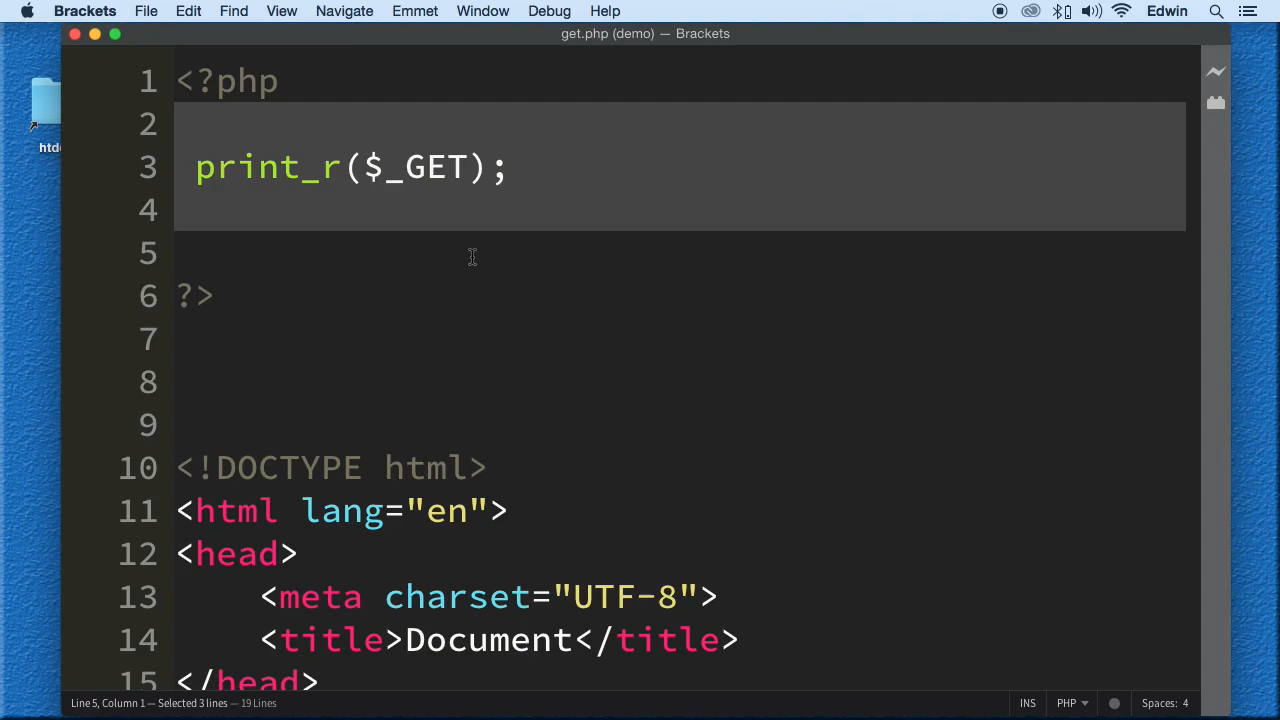 Brackets File Edit Find View Navigate Emmet Window Debug Help Edwin
get.php (demo) — Brackets
1 <?php
2
3 print_r($_GET);
4
5
6 ?>
7
8
9
10 <!DOCTYPE html>
11 <html lang="en">
12 <head>
13 <meta charset="UTF-8">
14 <title>Document</title>
15 </head>
Line 5, Column 1 — Selected 3 lines — 19 Lines INS PHP Spaces: 4